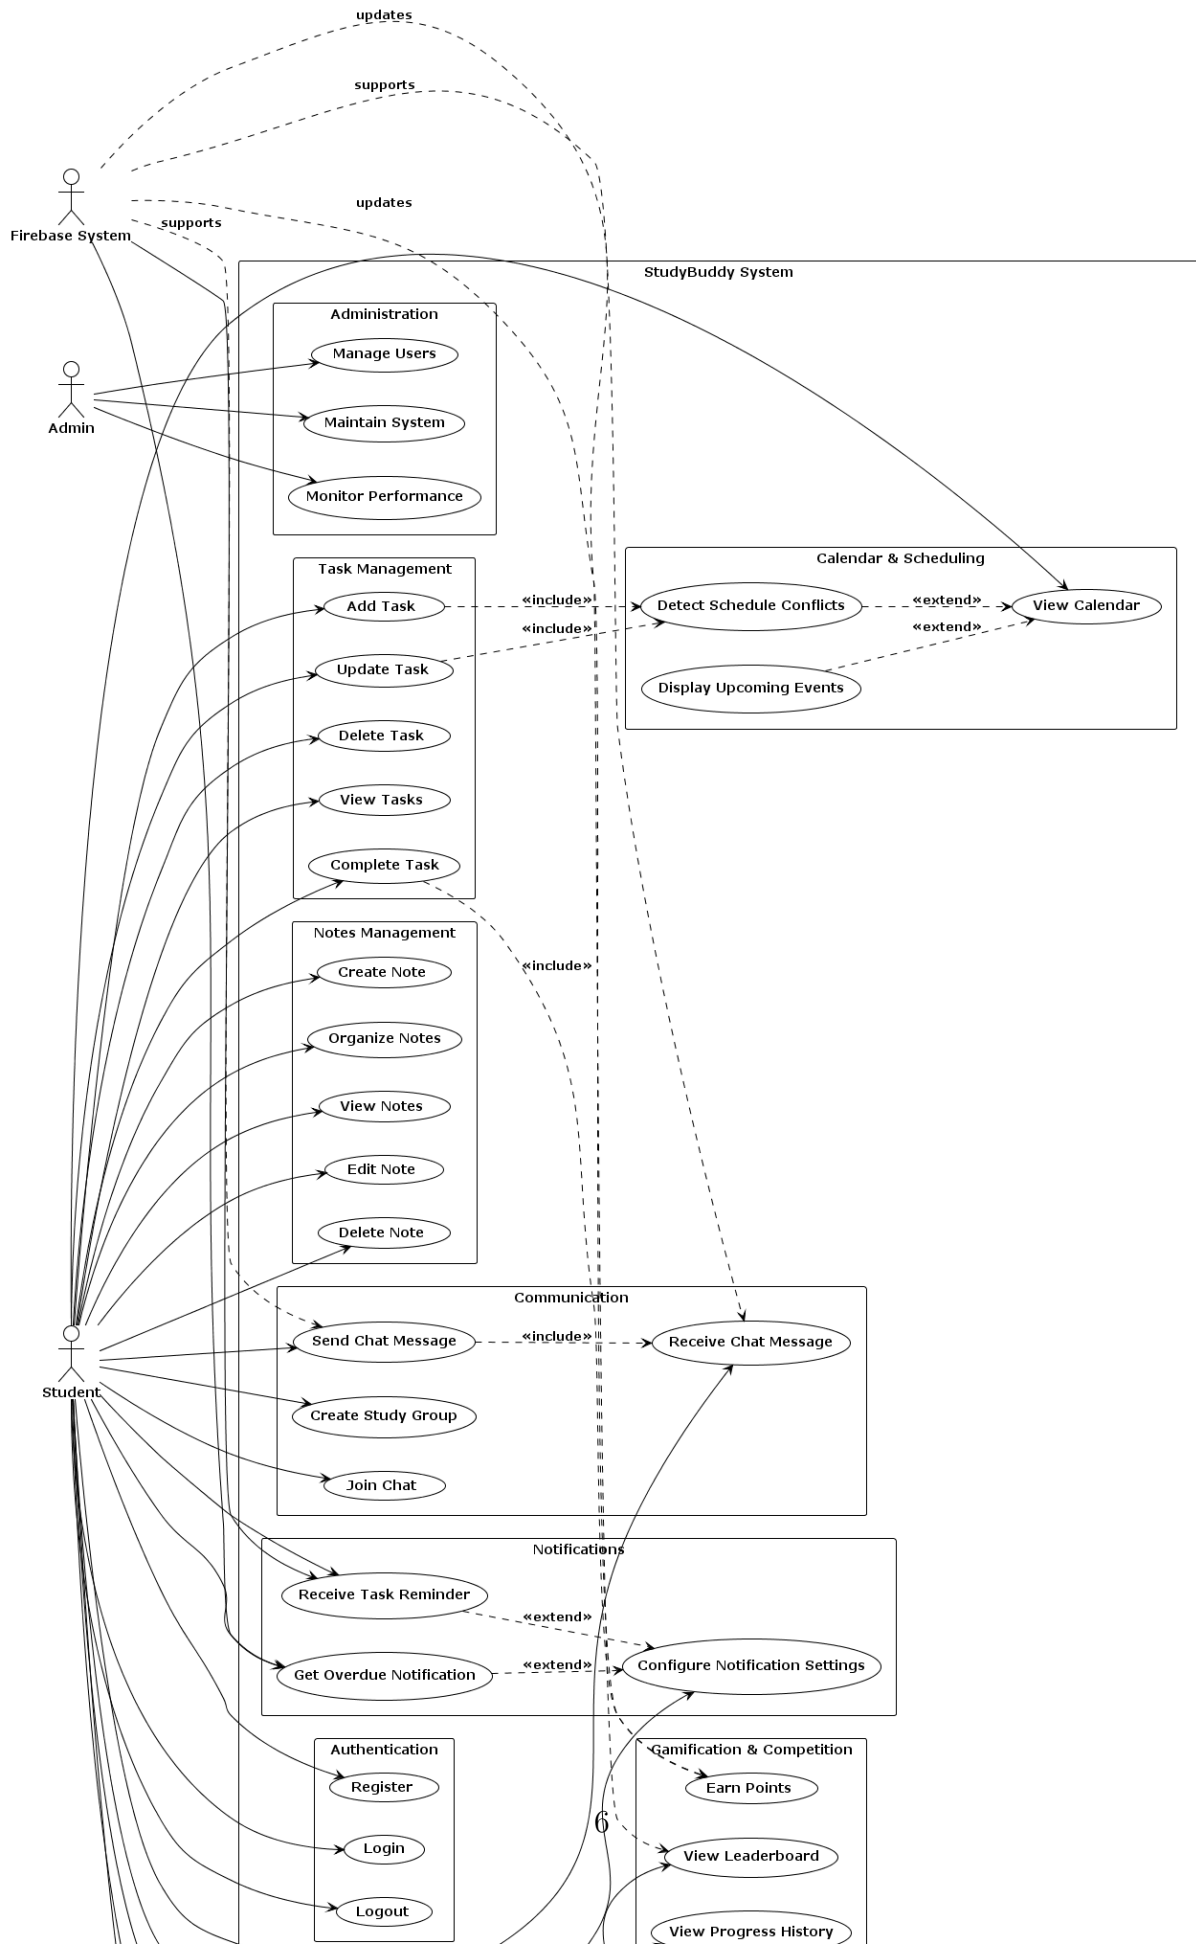 updates
supports
updates
supports
Firebase System
StudyBuddy System
Administration
Manage Users
Maintain System
Monitor Performance
Admin
Task Management
Add Task
Update Task
Delete Task
View Tasks
Complete Task
«include»
«include»
Calendar & Scheduling
Detect Schedule Conflicts
«extend»
View Calendar
«extend»
Display Upcoming Events
«include»
Notes Management
Create Note
Organize Notes
View Notes
Edit Note
Delete Note
Student
Communication
Send Chat Message
«include»
Receive Chat Message
Create Study Group
Join Chat
Notifications
Receive Task Reminder
«extend»
Get Overdue Notification
«extend»
Configure Notification Settings
Authentication
Register
Login
Logout
Gamification & Competition
Earn Points
6
View Leaderboard
View Progress History